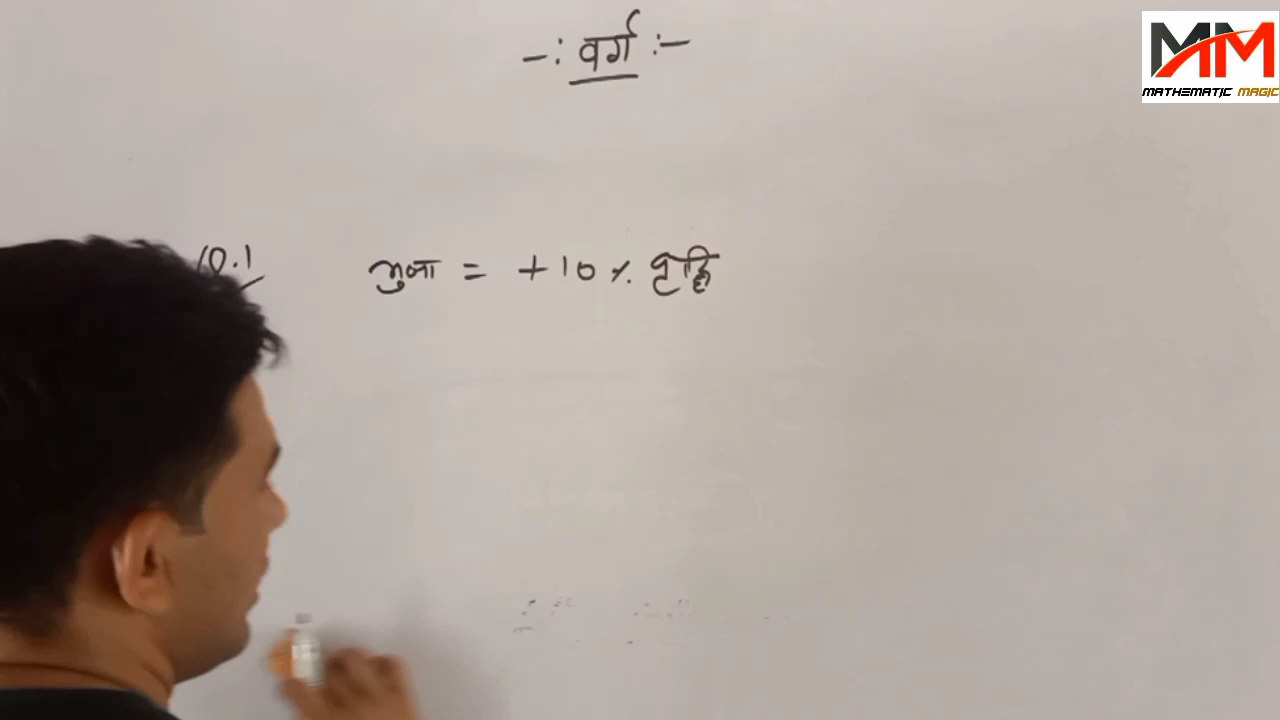 -: वर्ग :-
MM
MATHEMATIC MAGIC
Q.1 भुजा = +10% वृद्धि